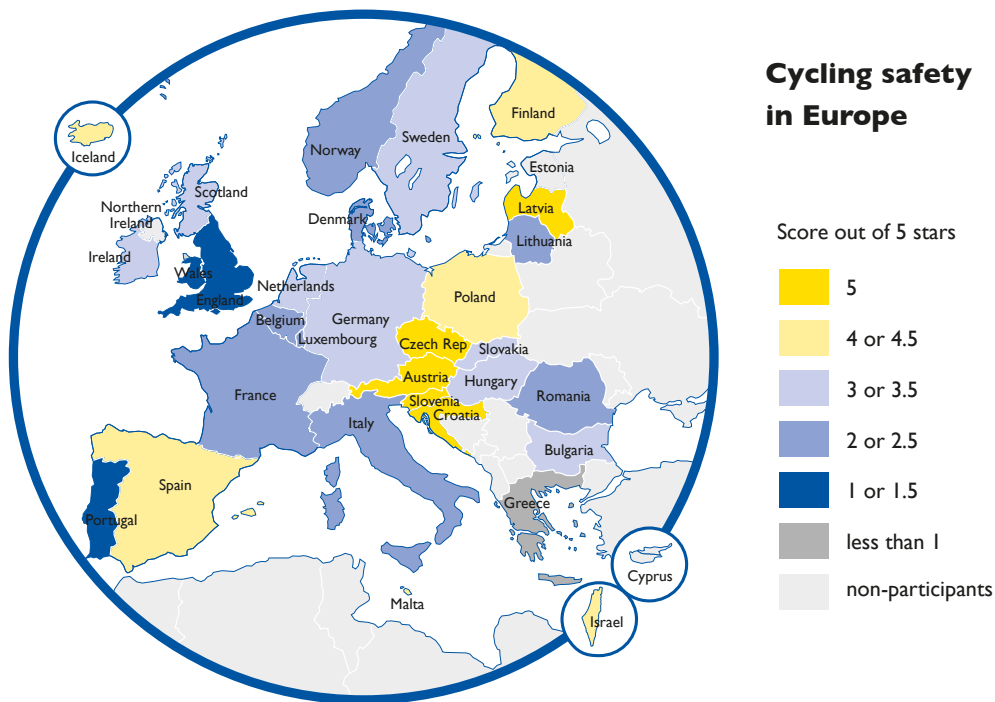 Cycling safety
in Europe
Score out of 5 stars
5
4 or 4.5
3 or 3.5
2 or 2.5
1 or 1.5
less than 1
non-participants
Iceland
Finland
Sweden
Norway
Estonia
Scotland
Latvia
Northern
Ireland
Denmark
Lithuania
Ireland
Wales
Netherlands
England
Poland
Belgium
Germany
Luxembourg
Czech Rep
Slovakia
Austria
Hungary
France
Romania
Slovenia
Croatia
Italy
Bulgaria
Spain
Greece
Portugal
Cyprus
Malta
Israel